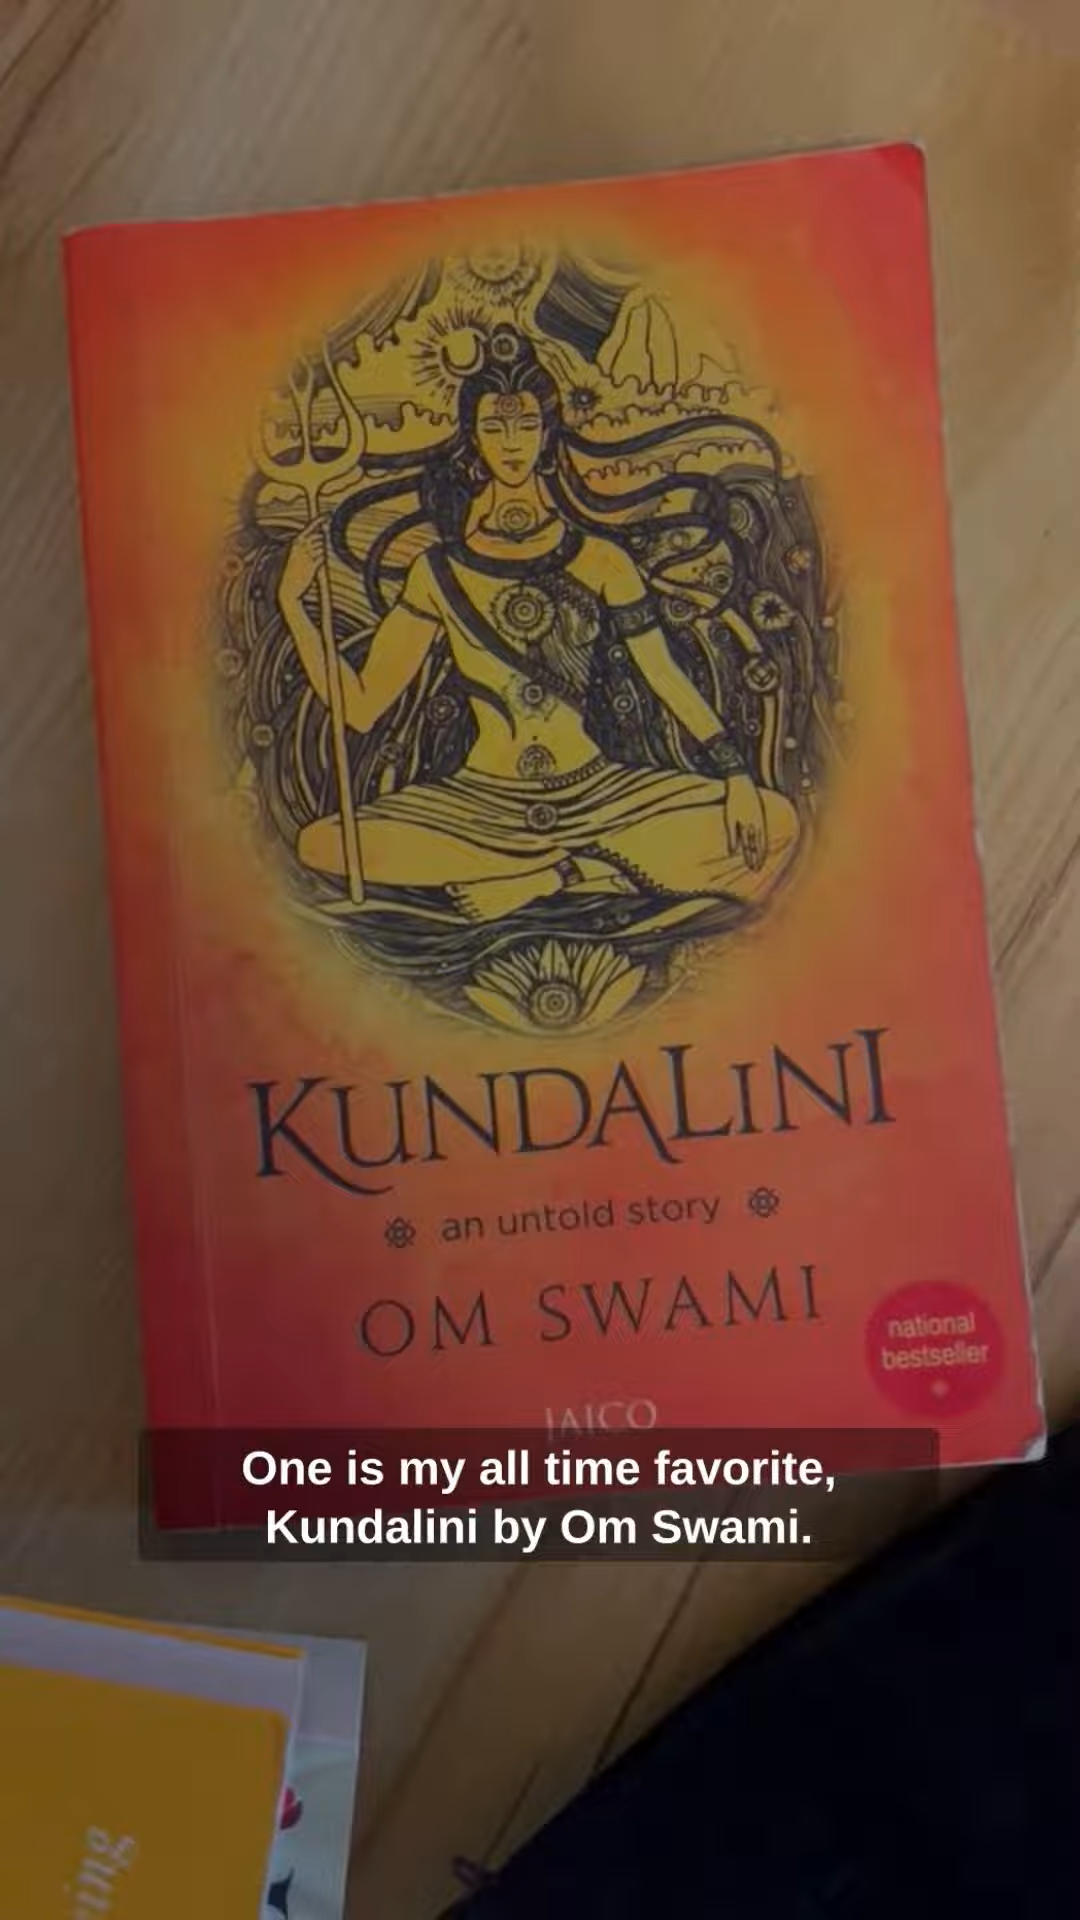 KUNDALINI
an untold story
OM SWAMI
national
bestseller
JAICO
One is my all time favorite,
Kundalini by Om Swami.